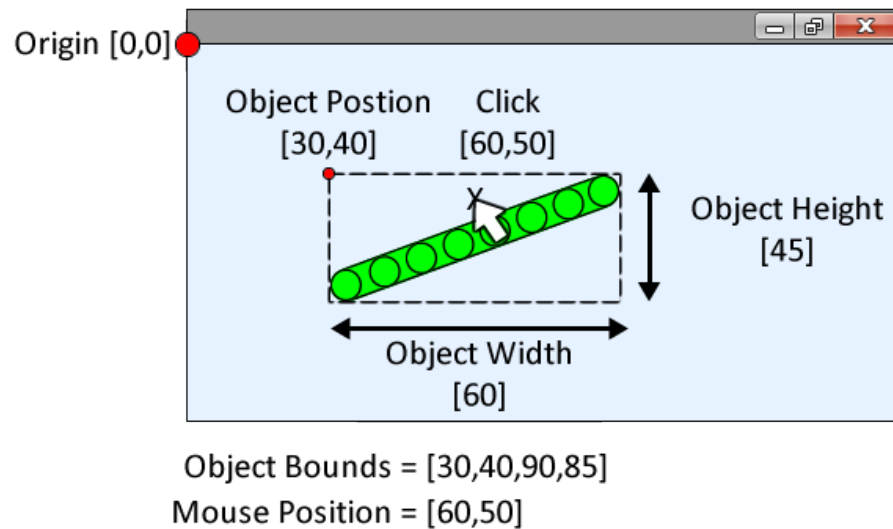 Origin [0,0]
Object Postion
[30,40]
Click
[60,50]
X
Object Height
[45]
Object Width
[60]
Object Bounds = [30,40,90,85]
Mouse Position = [60,50]